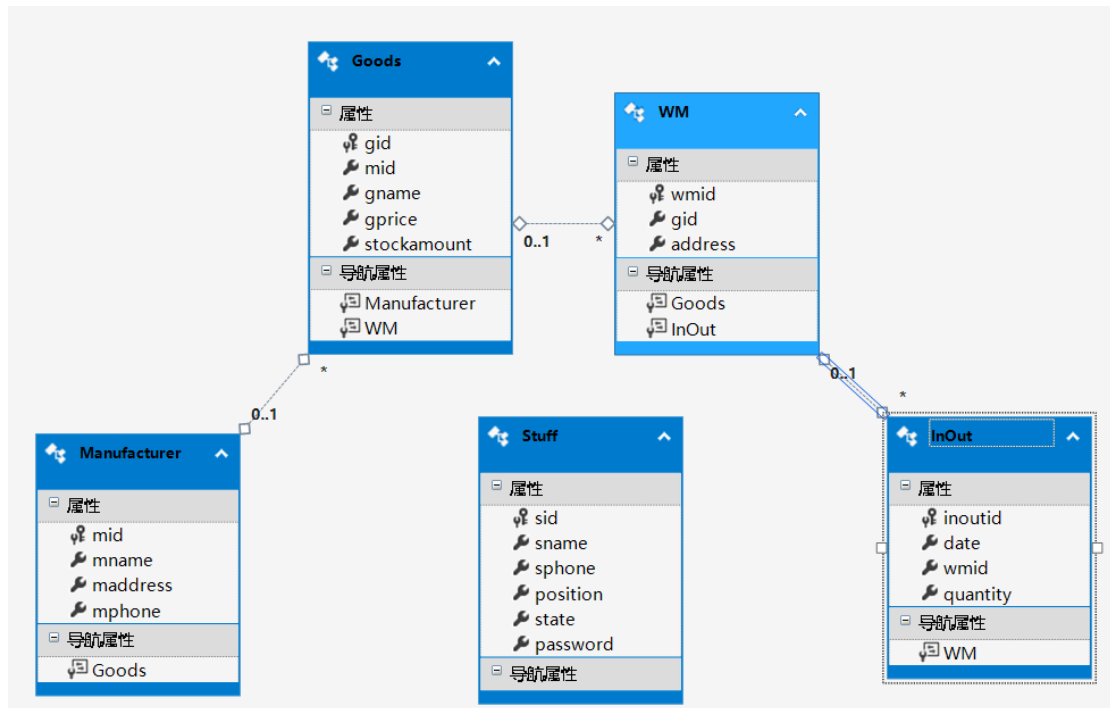 Goods
属性
gid
mid
gname
gprice
stockamount
导航属性
Manufacturer
WM
WM
属性
wmid
gid
address
导航属性
Goods
InOut
0..1
*
*
0..1
0..1
*
Manufacturer
属性
mid
mname
maddress
mphone
导航属性
Goods
Stuff
属性
sid
sname
sphone
position
state
password
导航属性
InOut
属性
inoutid
date
wmid
quantity
导航属性
WM